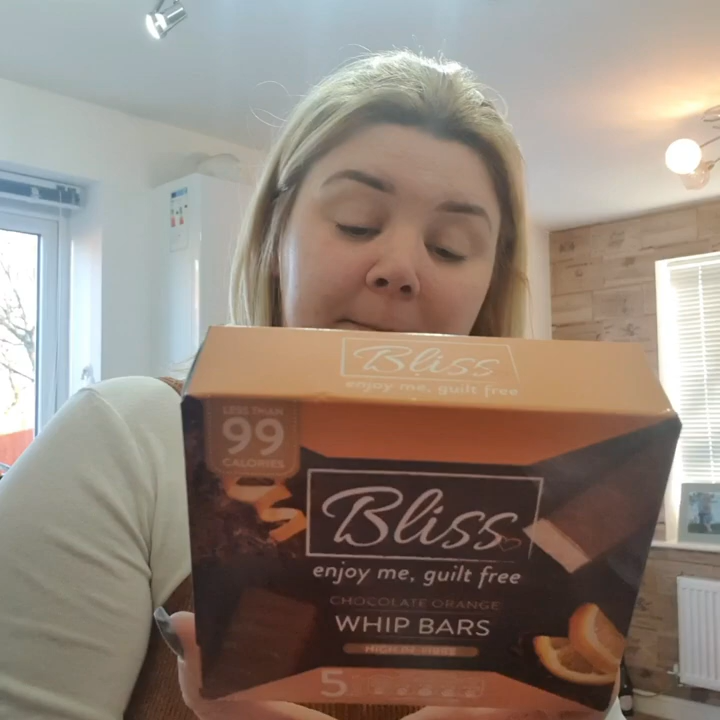 Bliss
enjoy me, guilt free
LESS THAN
99
CALORIES
Bliss
enjoy me, guilt free
CHOCOLATE ORANGE
WHIP BARS
HIGH IN FIBRE
5